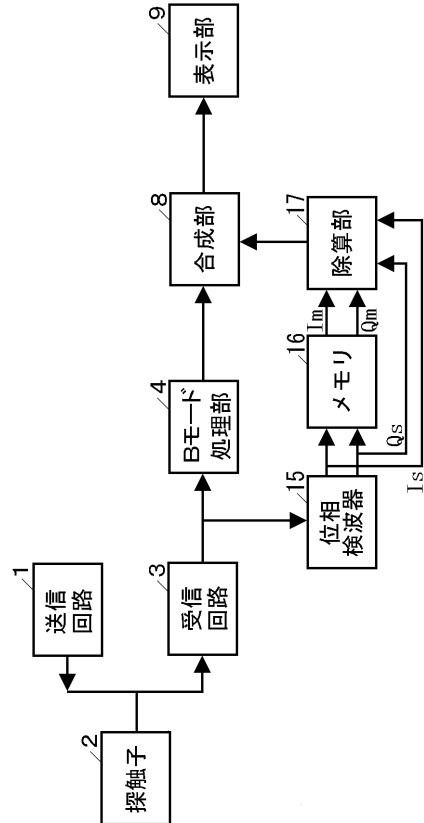 1
送信
回路
2
探触子
3
受信
回路
4
Bモード
処理部
8
合成部
9
表示部
15
位相
検波器
16
メモリ
17
除算部
Im
Qm
Qs
Is